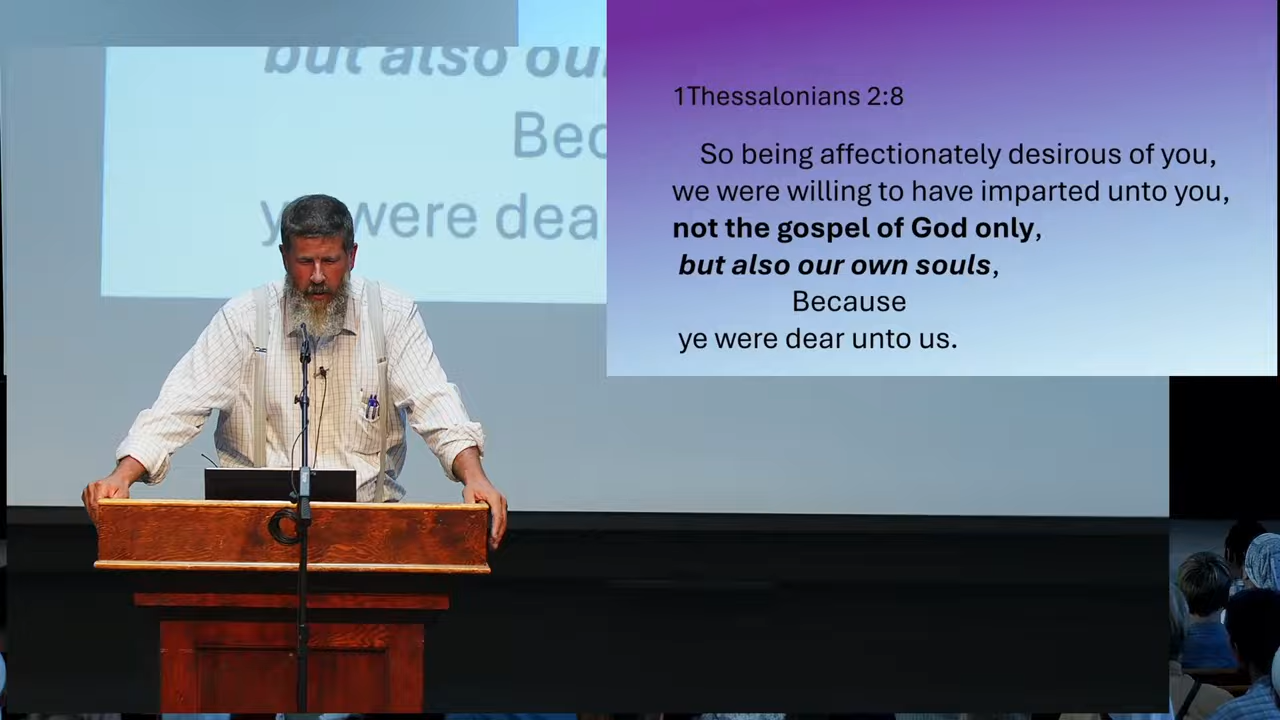 but also ou
Bec
ye were dea
1Thessalonians 2:8
So being affectionately desirous of you,
we were willing to have imparted unto you,
not the gospel of God only,
but also our own souls,
Because
ye were dear unto us.